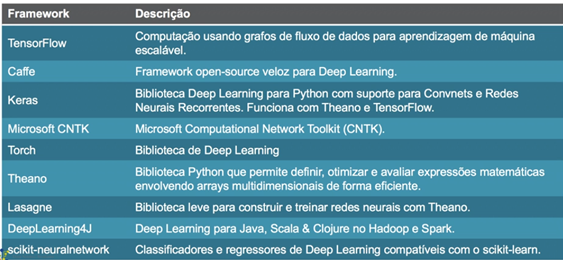 Framework Descrição
TensorFlow Computação usando grafos de fluxo de dados para aprendizagem de máquina
escalável.
Caffe Framework open-source veloz para Deep Learning.
Keras Biblioteca Deep Learning para Python com suporte para Convnets e Redes
Neurais Recorrentes. Funciona com Theano e TensorFlow.
Microsoft CNTK Microsoft Computational Network Toolkit (CNTK).
Torch Biblioteca de Deep Learning
Theano Biblioteca Python que permite definir, otimizar e avaliar expressões matemáticas
envolvendo arrays multidimensionais de forma eficiente.
Lasagne Biblioteca leve para construir e treinar redes neurais com Theano.
DeepLearning4J Deep Learning para Java, Scala & Clojure no Hadoop e Spark.
scikit-neuralnetwork Classificadores e regressores de Deep Learning compatíveis com o scikit-learn.